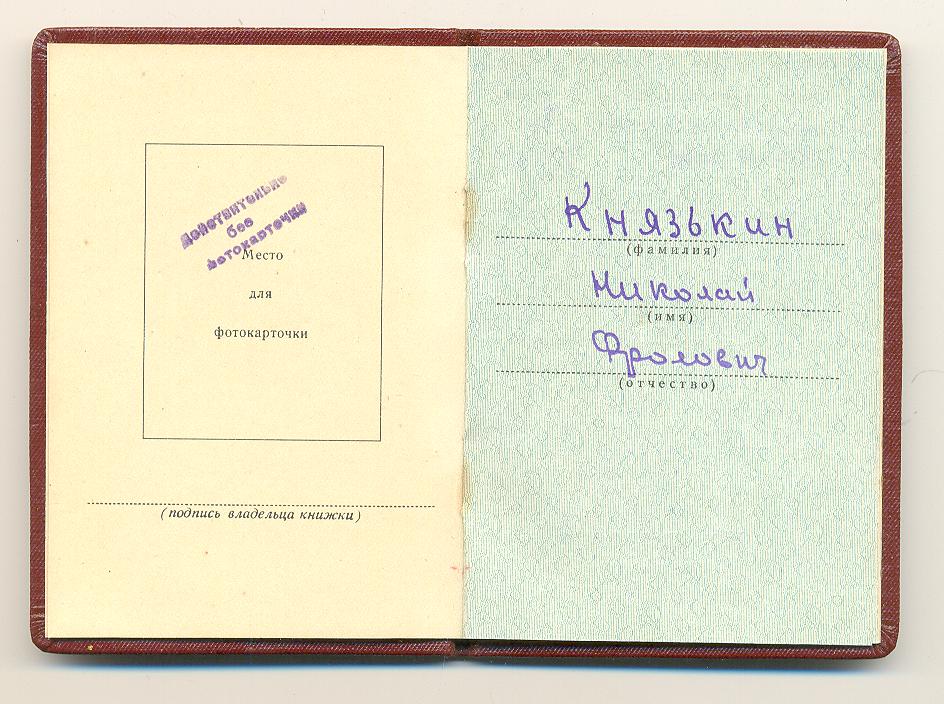 Действительно
без
фотокарточки
Место
для
фотокарточки
(подпись владельца книжки)
Князькин
(фамилия)
Николай
(имя)
Фролович
(отчество)